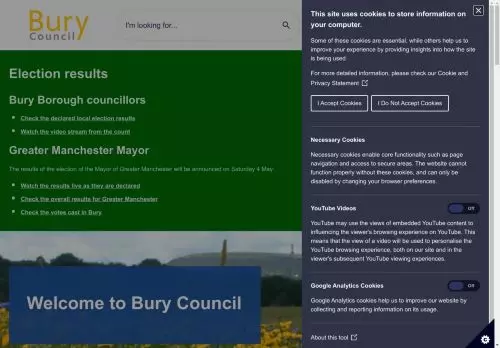 Bury
Council
I'm looking for...
Election results
Bury Borough councillors
Check the declared local election results
Watch the video stream from the count
Greater Manchester Mayor
The results of the election of the Mayor of Greater Manchester will be announced on Saturday 4 May
Watch the results live as they are declared
Check the overall results for Greater Manchester
Check the votes cast in Bury
Welcome to Bury Council
This site uses cookies to store information on
your computer.
Some of these cookies are essential, while others help us to
improve your experience by providing insights into how the site
is being used
For more detailed information, please check our Cookie and
Privacy Statement
I Accept Cookies
I Do Not Accept Cookies
Necessary Cookies
Necessary cookies enable core functionality such as page
navigation and access to secure areas. The website cannot
function properly without these cookies, and can only be
disabled by changing your browser preferences.
YouTube Videos
Off
YouTube may use the views of embedded YouTube content to
influencing the viewer's browsing experience on YouTube. This
means that the view of a video will be used to personalise the
YouTube browsing experience, both on our site and in the
viewer's subsequent YouTube viewing experiences.
Google Analytics Cookies
Off
Google Analytics cookies help us to improve our website by
collecting and reporting information on its usage.
About this tool